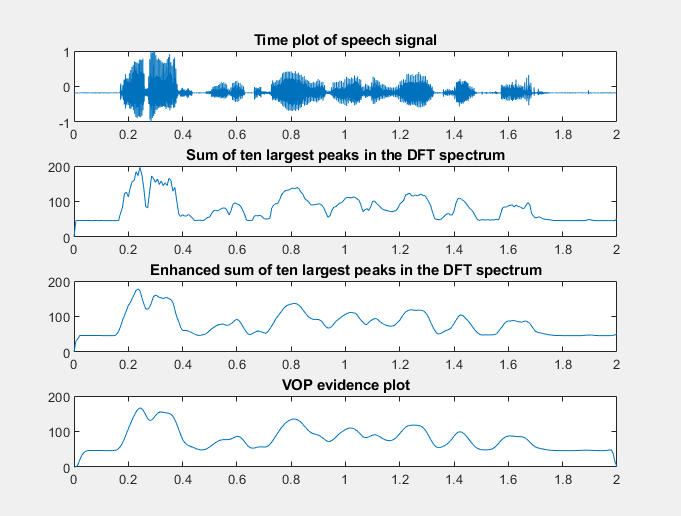 Time plot of speech signal
1
0
-1
0 0.2 0.4 0.6 0.8 1 1.2 1.4 1.6 1.8 2
Sum of ten largest peaks in the DFT spectrum
200
100
0
0 0.2 0.4 0.6 0.8 1 1.2 1.4 1.6 1.8 2
Enhanced sum of ten largest peaks in the DFT spectrum
200
100
0
0 0.2 0.4 0.6 0.8 1 1.2 1.4 1.6 1.8 2
VOP evidence plot
200
100
0
0 0.2 0.4 0.6 0.8 1 1.2 1.4 1.6 1.8 2